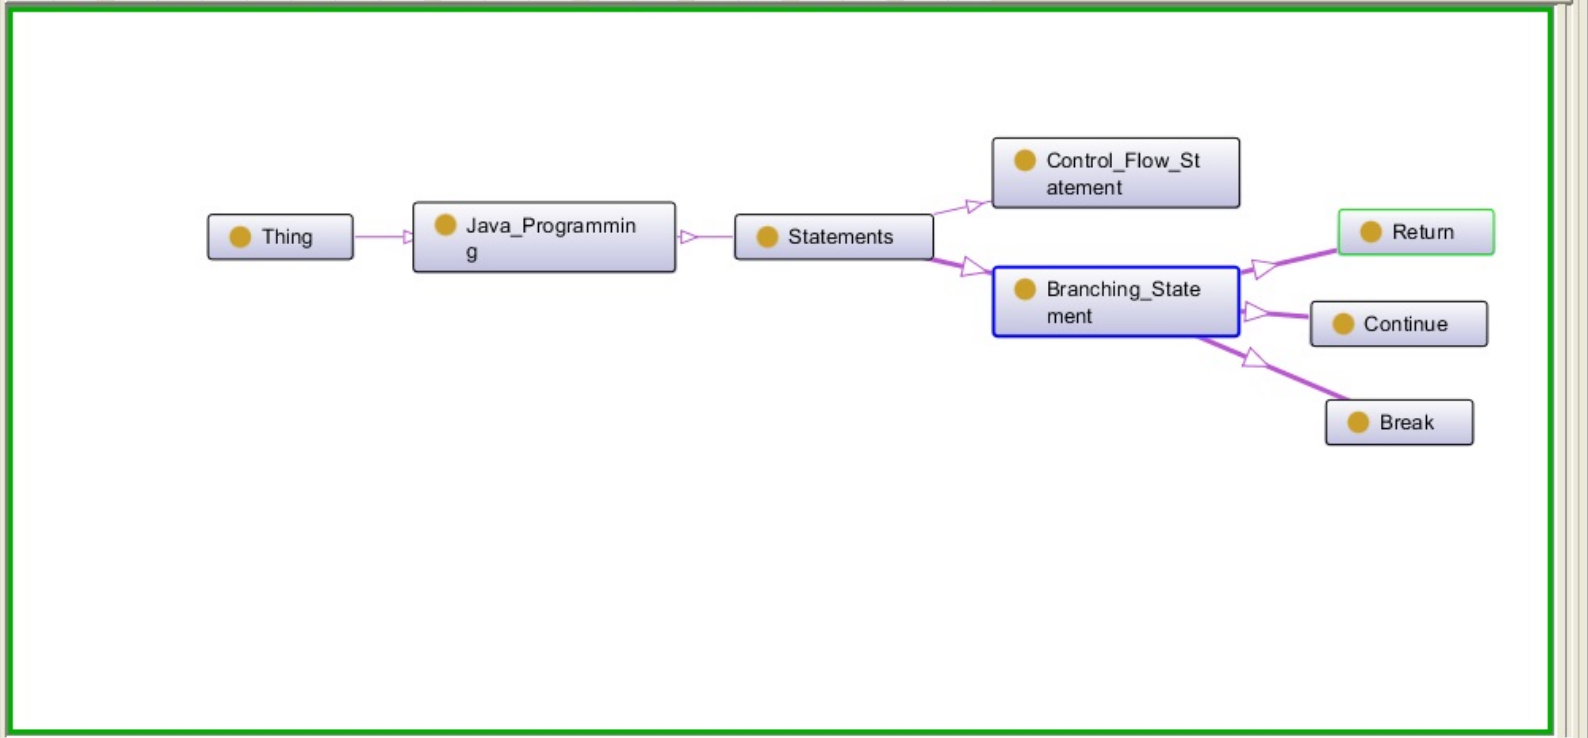 Thing
Java_Programmin
g
Statements
Control_Flow_St
atement
Branching_State
ment
Return
Continue
Break